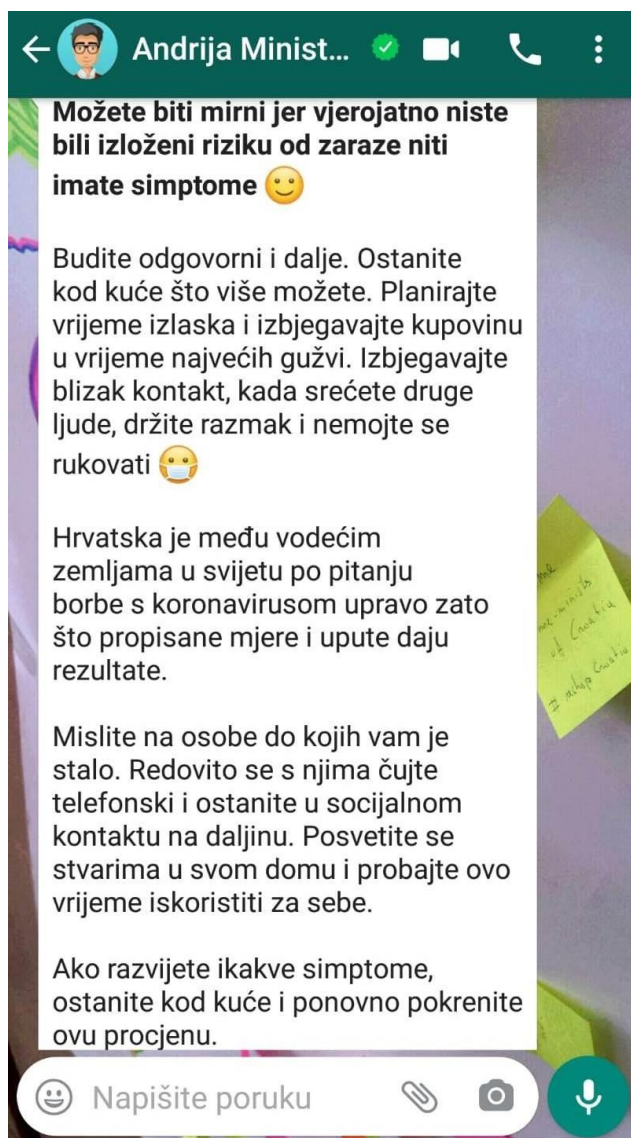 Andrija Minist...
Možete biti mirni jer vjerojatno niste
bili izloženi riziku od zaraze niti
imate simptome 🙂
Budite odgovorni i dalje. Ostanite
kod kuće što više možete. Planirajte
vrijeme izlaska i izbjegavajte kupovinu
u vrijeme najvećih gužvi. Izbjegavajte
blizak kontakt, kada srećete druge
ljude, držite razmak i nemojte se
rukovati 😷
Hrvatska je među vodećim
zemljama u svijetu po pitanju
borbe s koronavirusom upravo zato
što propisane mjere i upute daju
rezultate.
Mislite na osobe do kojih vam je
stalo. Redovito se s njima čujte
telefonski i ostanite u socijalnom
kontaktu na daljinu. Posvetite se
stvarima u svom domu i probajte ovo
vrijeme iskoristiti za sebe.
Ako razvijete ikakve simptome,
ostanite kod kuće i ponovno pokrenite
ovu procjenu.
of Croatia
Napišite poruku